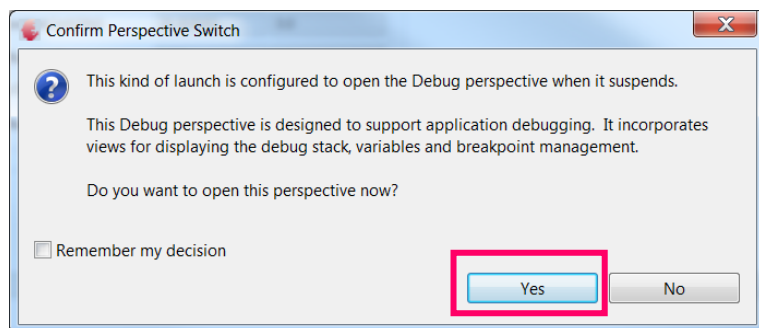 Confirm Perspective Switch
This kind of launch is configured to open the Debug perspective when it suspends.
This Debug perspective is designed to support application debugging.  It incorporates
views for displaying the debug stack, variables and breakpoint management.
Do you want to open this perspective now?
Remember my decision
Yes
No